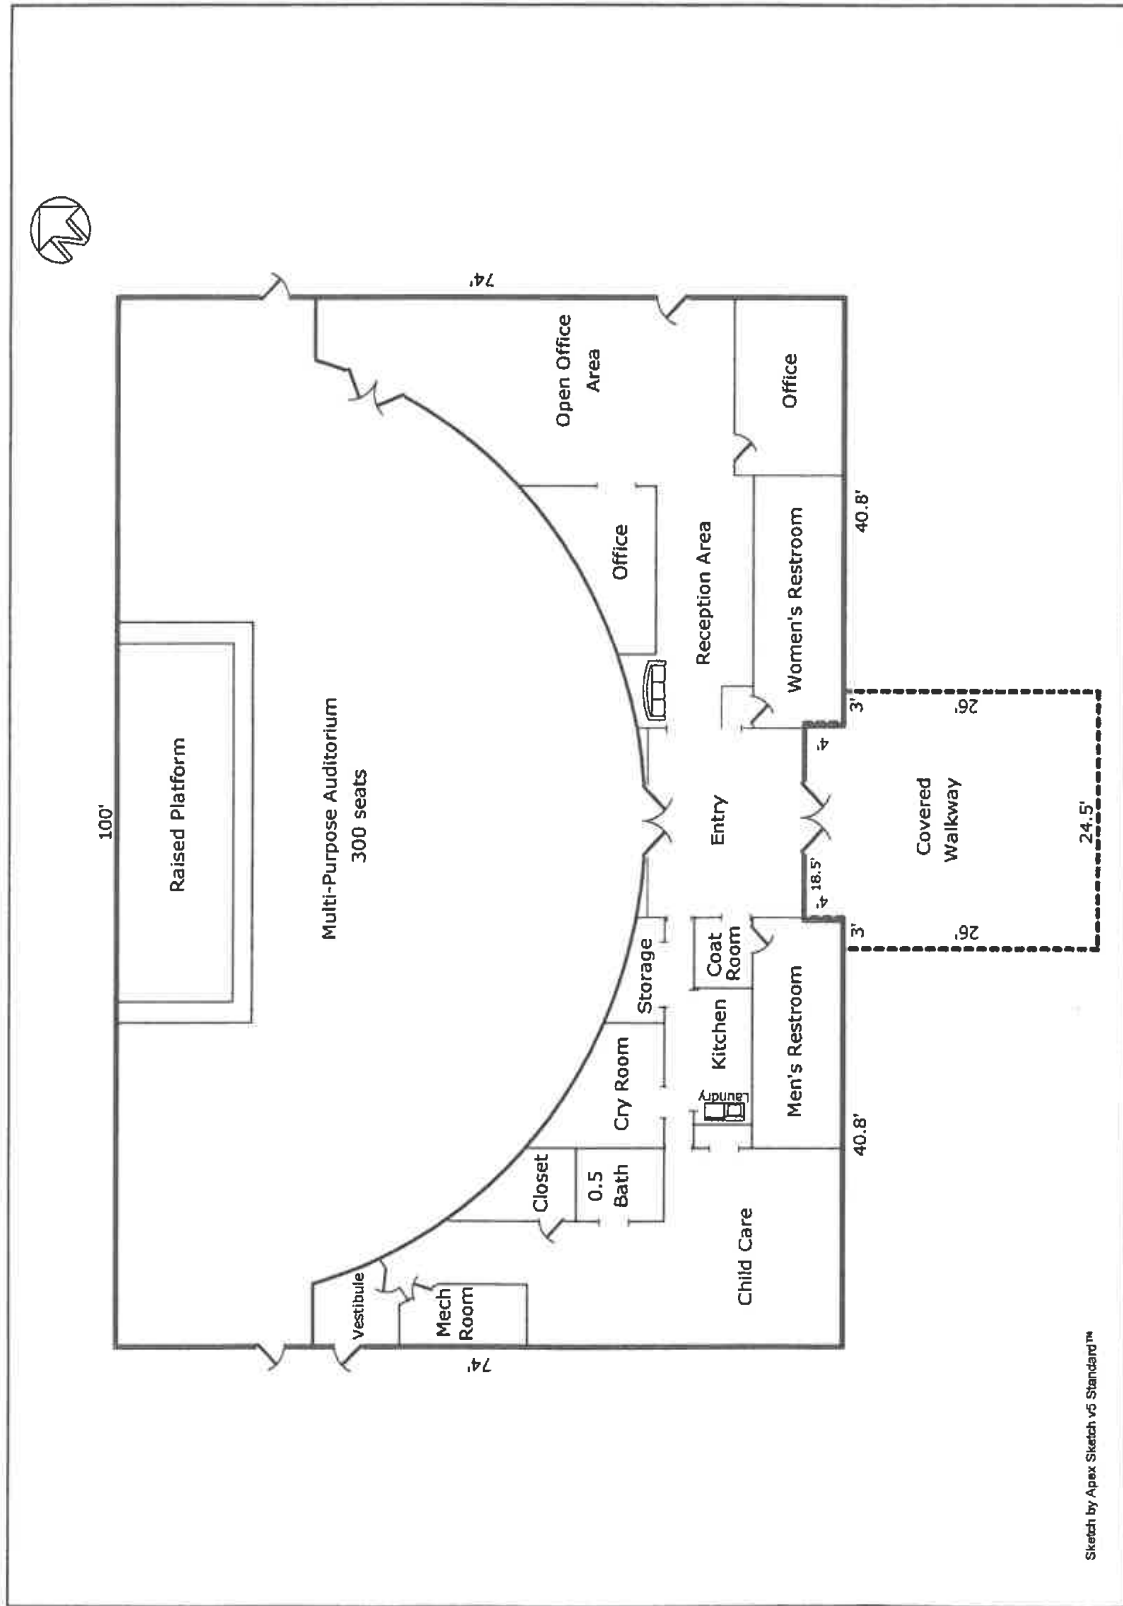 100'
Raised Platform
Multi-Purpose Auditorium
300 seats
74'
74'
Vestibule
Mech
Room
Closet
0.5
Bath
Cry Room
Storage
Office
Open Office
Area
Child Care
Laundry
Kitchen
Coat
Room
Entry
Reception Area
Men's Restroom
Women's Restroom
Office
40.8'
3'
4'
18.5'
4'
3'
40.8'
26'
Covered
Walkway
26'
24.5'
Sketch by Apex Sketch v5 Standard™